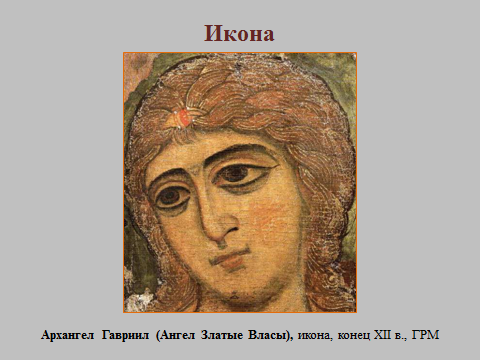 Икона
Архангел Гавриил (Ангел Златые Власы), икона, конец XII в., ГРМ